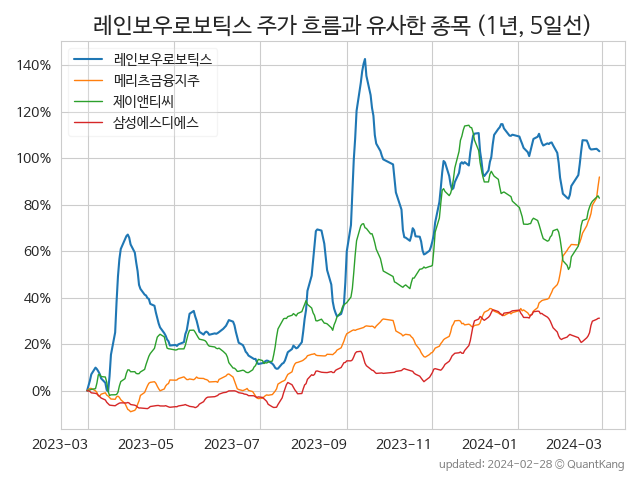 레인보우로보틱스 주가 흐름과 유사한 종목 (1년, 5일선)
레인보우로보틱스
메리츠금융지주
제이앤티씨
삼성에스디에스
140%
120%
100%
80%
60%
40%
20%
0%
2023-03 2023-05 2023-07 2023-09 2023-11 2024-01 2024-03
updated: 2024-02-28 @ QuantKang